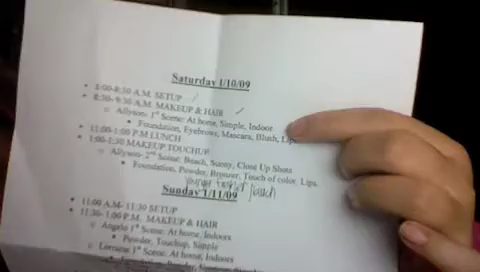 Saturday 1/10/09
8:00-8:30 A.M. SETUP
8:30- 9:30 A.M. MAKEUP & HAIR
Allyson- 1st Scene: At home, Simple, Indoor
Foundation, Eyebrows, Mascara, Blush, Lips
11:00-1:00 P.M LUNCH
1:00-1:30 MAKEUP TOUCHUP
Allyson- 2nd Scene: Beach, Sunny, Close Up Shots
Foundation, Powder, Bronzer, Touch of color, Lips.
Sunday 1/11/09
11:00 A.M- 11:30 SETUP
11:30- 1:00 P.M. MAKEUP & HAIR
Angelo 1st Scene: At home, Indoors
Powder, Touchup, Simple
Lorraine 1st Scene: At home, Indoors